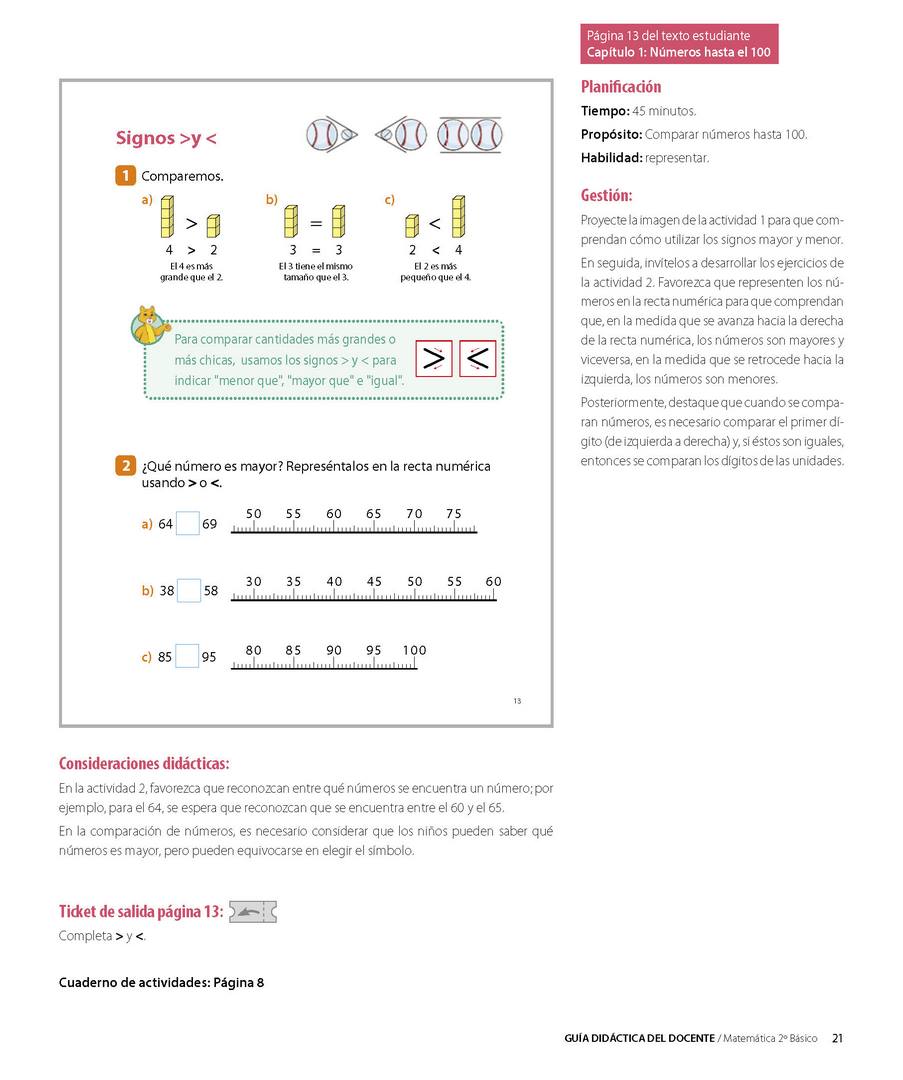 Página 13 del texto estudiante
Capítulo 1: Números hasta el 100
Signos >y <
1 Comparemos.
a) b) c)
> = <
4 > 2 3 = 3 2 < 4
El 4 es más El 3 tiene el mismo El 2 es más
grande que el 2. tamaño que el 3. pequeño que el 4.
Para comparar cantidades más grandes o
más chicas, usamos los signos > y < para
indicar "menor que", "mayor que" e "igual".
> <
2 ¿Qué número es mayor? Represéntalos en la recta numérica
usando > o <.
a) 64 69 50 55 60 65 70 75
b) 38 58 30 35 40 45 50 55 60
c) 85 95 80 85 90 95 100
13
Planificación
Tiempo: 45 minutos.
Propósito: Comparar números hasta 100.
Habilidad: representar.
Gestión:
Proyecte la imagen de la actividad 1 para que com-
prendan cómo utilizar los signos mayor y menor.
En seguida, invítelos a desarrollar los ejercicios de
la actividad 2. Favorezca que representen los nú-
meros en la recta numérica para que comprendan
que, en la medida que se avanza hacia la derecha
de la recta numérica, los números son mayores y
viceversa, en la medida que se retrocede hacia la
izquierda, los números son menores.
Posteriormente, destaque que cuando se compa-
ran números, es necesario comparar el primer dí-
gito (de izquierda a derecha) y, si éstos son iguales,
entonces se comparan los dígitos de las unidades.
Consideraciones didácticas:
En la actividad 2, favorezca que reconozcan entre qué números se encuentra un número; por
ejemplo, para el 64, se espera que reconozcan que se encuentra entre el 60 y el 65.
En la comparación de números, es necesario considerar que los niños pueden saber qué
números es mayor, pero pueden equivocarse en elegir el símbolo.
Ticket de salida página 13:
Completa > y <.
Cuaderno de actividades: Página 8
GUÍA DIDÁCTICA DEL DOCENTE / Matemática 2º Básico 21